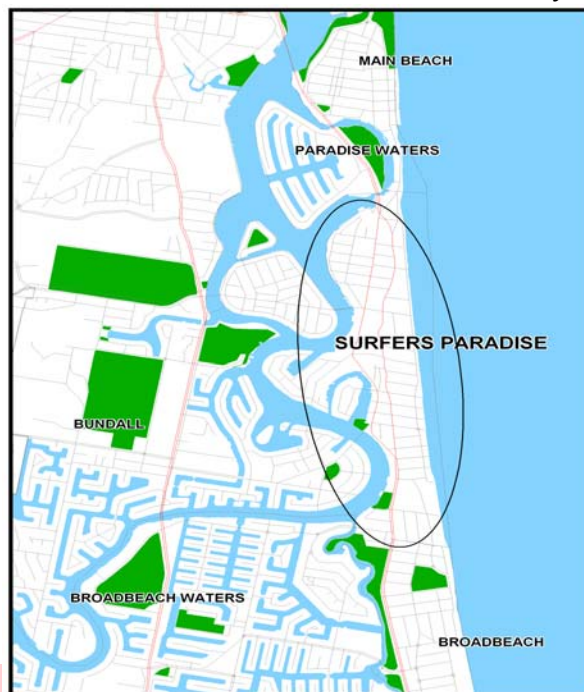 MAIN BEACH
PARADISE WATERS
SURFERS PARADISE
BUNDALL
BROADBEACH WATERS
BROADBEACH